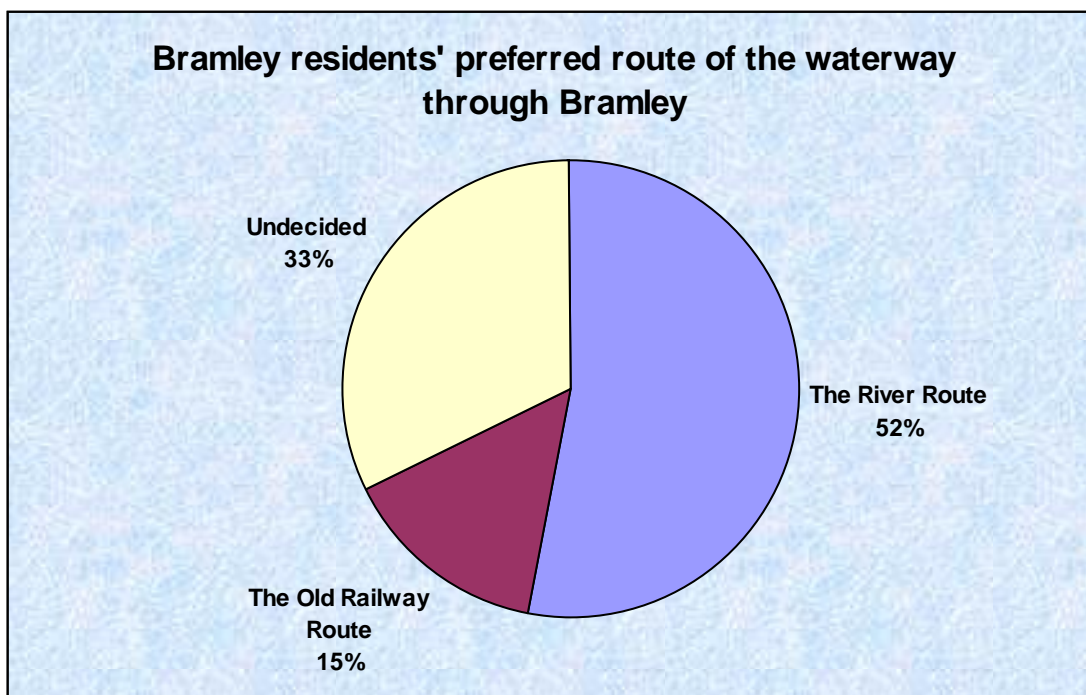 Bramley residents' preferred route of the waterway
through Bramley
Undecided
33%
The River Route
52%
The Old Railway
Route
15%